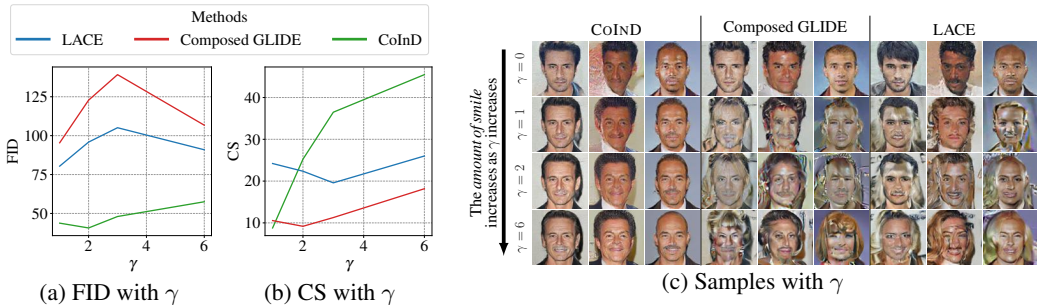 Methods
LACE Composed GLIDE CoInD
FID
125
100
75
50
2 4 6
γ
(a) FID with γ
CS
40
30
20
10
2 4 6
γ
(b) CS with γ
COIND Composed GLIDE LACE
The amount of smile
increases as γ increases
γ = 0
γ = 1
γ = 2
γ = 6
(c) Samples with γ